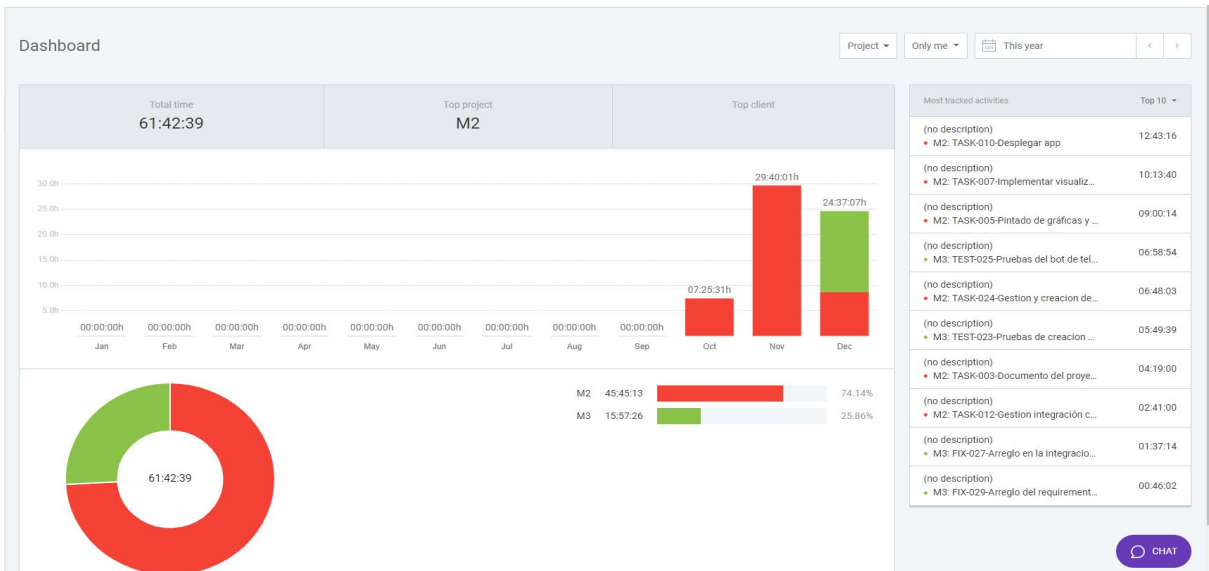 Dashboard
Project
Only me
This year
Total time
61:42:39
Top project
M2
Top client
30.0h
25.0h
20.0h
15.0h
10.0h
5.0h
00:00:00h
00:00:00h
00:00:00h
00:00:00h
00:00:00h
00:00:00h
00:00:00h
00:00:00h
00:00:00h
07:25:31h
29:40:01h
24:37:07h
Jan
Feb
Mar
Apr
May
Jun
Jul
Aug
Sep
Oct
Nov
Dec
61:42:39
M2 45:45:13 74.14%
M3 15:57:26 25.86%
Most tracked activities Top 10
(no description)
M2: TASK-010-Desplegar app 12:43:16
(no description)
M2: TASK-007-Implementar visualiz... 10:13:40
(no description)
M2: TASK-005-Pintado de gráficas y ... 09:00:14
(no description)
M3: TEST-025-Pruebas del bot de tel... 06:58:54
(no description)
M2: TASK-024-Gestion y creacion de... 06:48:03
(no description)
M3: TEST-023-Pruebas de creacion ... 05:49:39
(no description)
M2: TASK-003-Documento del proye... 04:19:00
(no description)
M2: TASK-012-Gestion integración c... 02:41:00
(no description)
M3: FIX-027-Arreglo en la integracio... 01:37:14
(no description)
M3: FIX-029-Arreglo del requirement... 00:46:02
CHAT